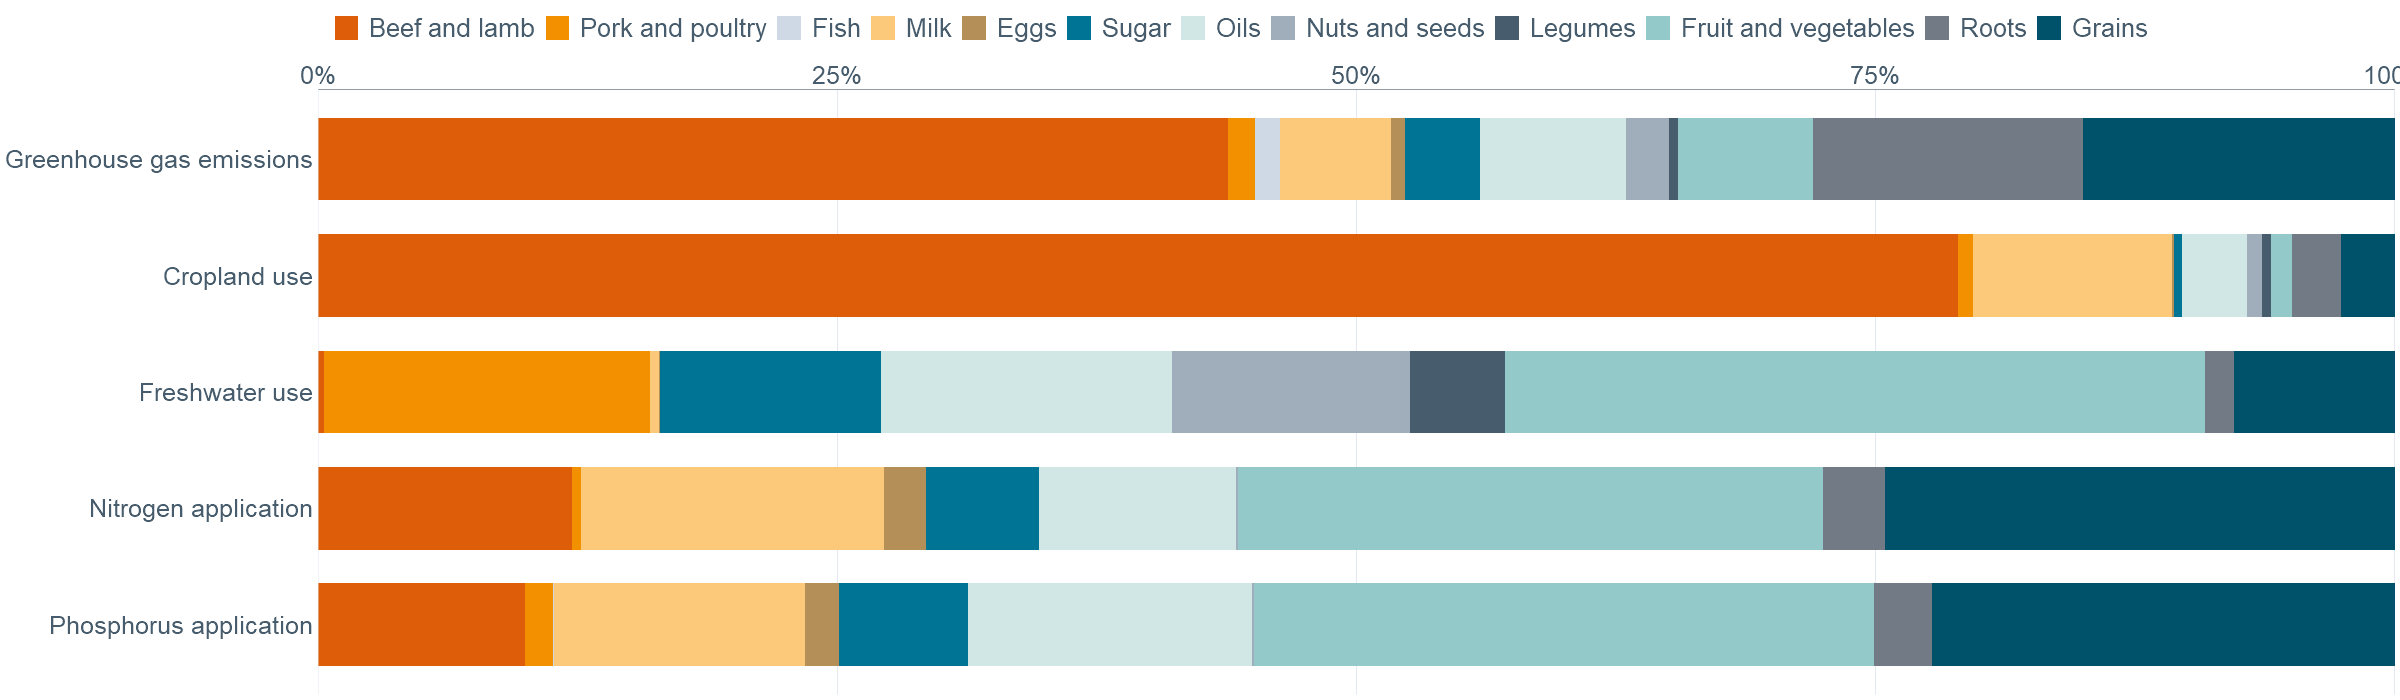 Beef and lamb Pork and poultry Fish Milk Eggs Sugar Oils Nuts and seeds Legumes Fruit and vegetables Roots Grains
0% 25% 50% 75% 100
Greenhouse gas emissions
Cropland use
Freshwater use
Nitrogen application
Phosphorus application